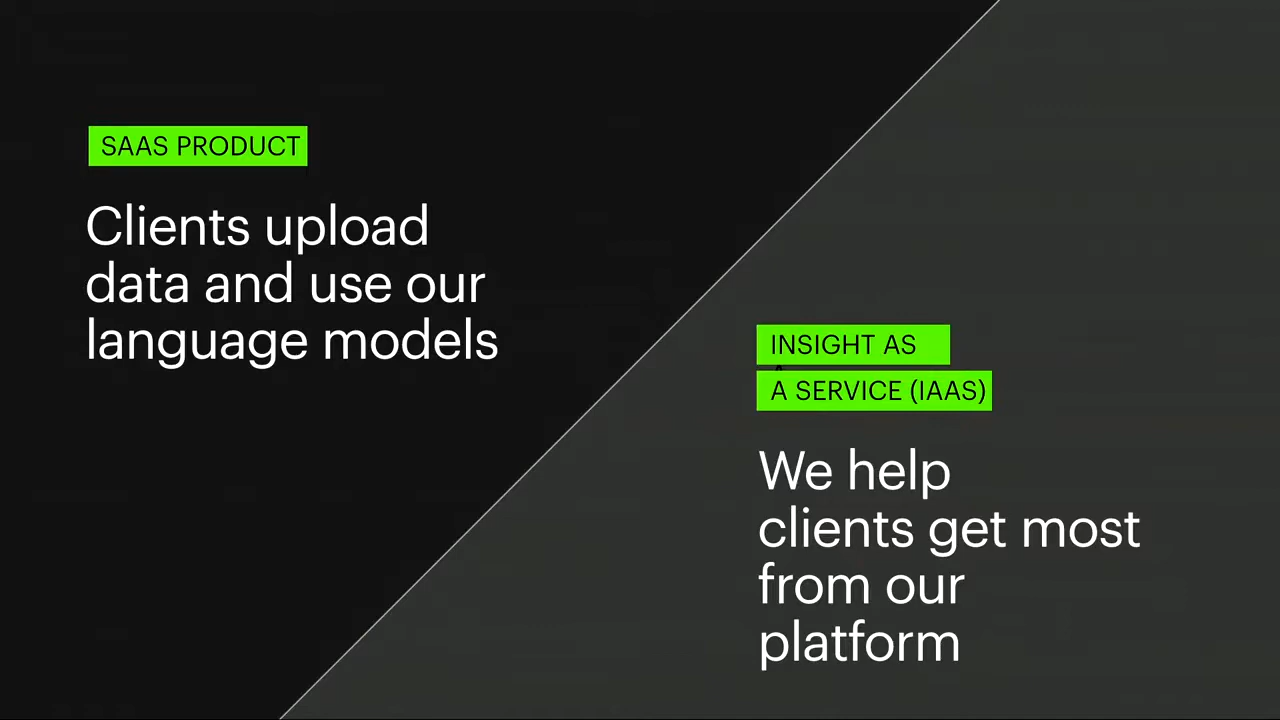 SAAS PRODUCT
Clients upload
data and use our
language models
INSIGHT AS
A SERVICE (IAAS)
We help
clients get most
from our
platform